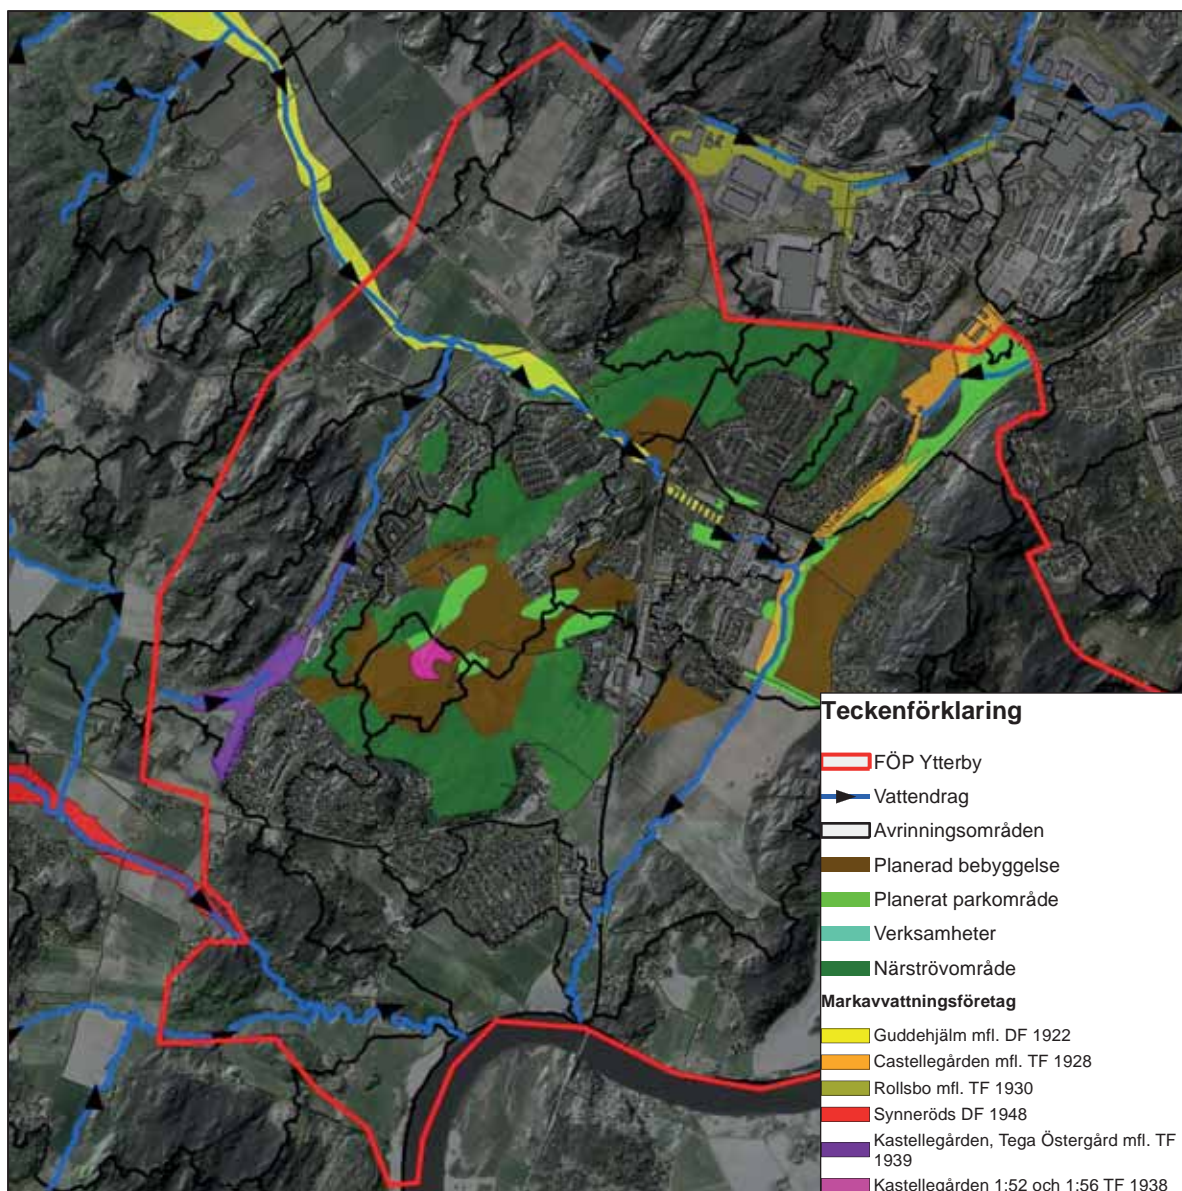 Teckenförklaring
FÖP Ytterby
Vattendrag
Avrinningsområden
Planerad bebyggelse
Planerat parkområde
Verksamheter
Närströvområde
Markavvattningsföretag
Guddehjälm mfl. DF 1922
Castellegården mfl. TF 1928
Rollsbo mfl. TF 1930
Synneröds DF 1948
Kastellegården, Tega Östergård mfl. TF
1939
Kastellegården 1:52 och 1:56 TF 1938